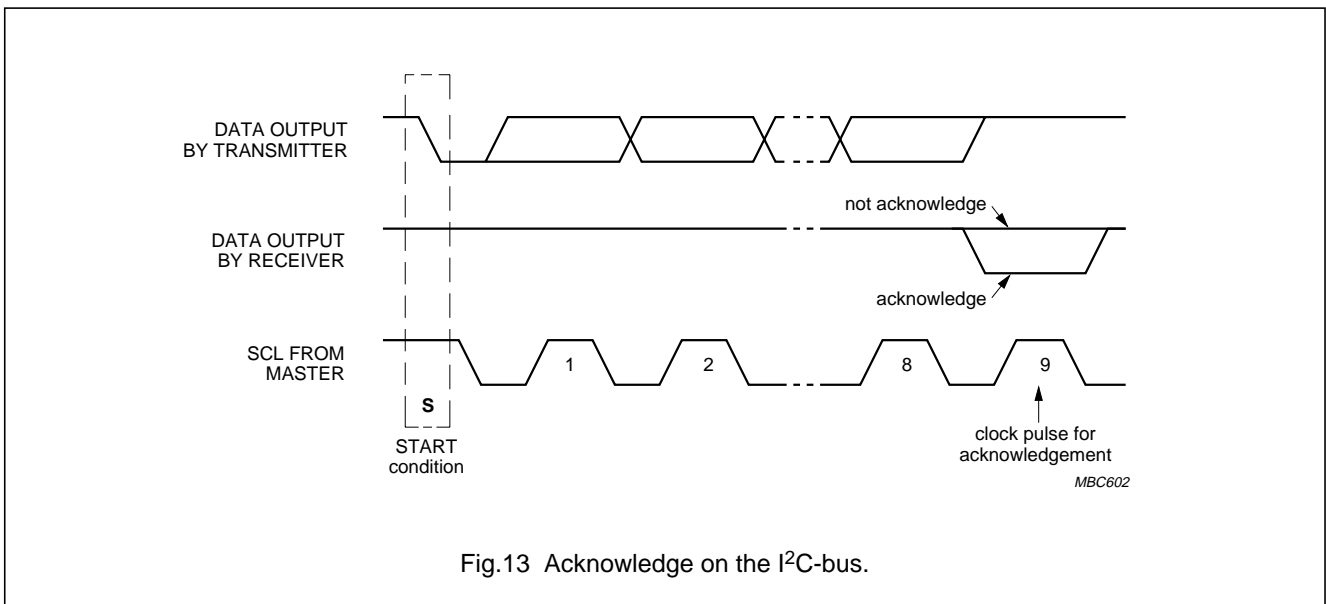 DATA OUTPUT
BY TRANSMITTER
not acknowledge
DATA OUTPUT
BY RECEIVER
acknowledge
SCL FROM
MASTER
1
2
8
9
S
START
condition
clock pulse for
acknowledgement
MBC602
Fig.13 Acknowledge on the I²C-bus.